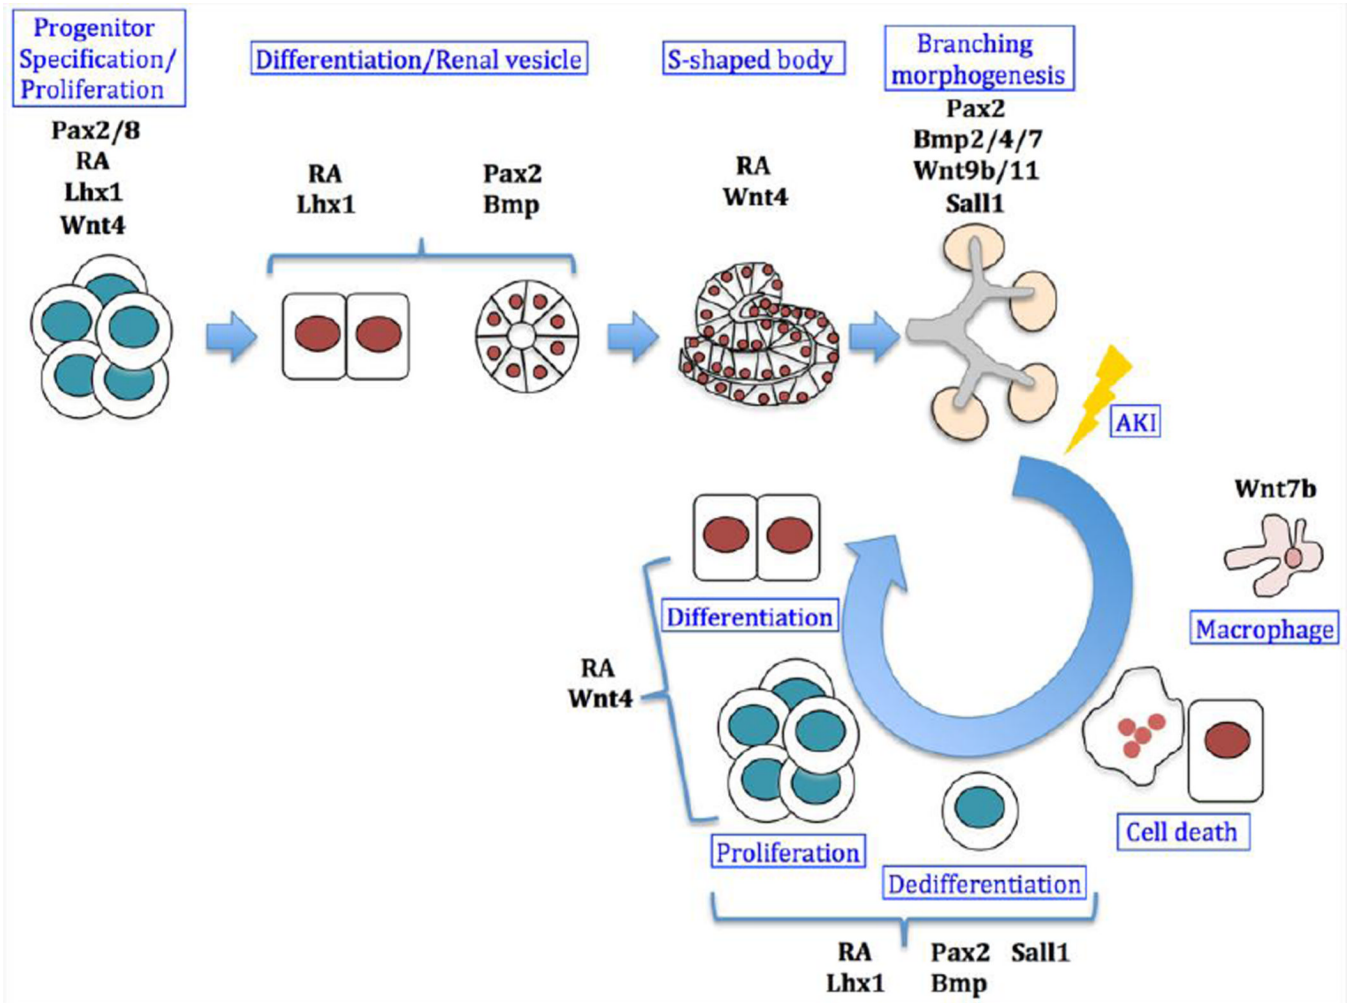 Progenitor
Specification/
Proliferation
Pax2/8
RA
Lhx1
Wnt4
Differentiation/Renal vesicle
RA
Lhx1
Pax2
Bmp
S-shaped body
RA
Wnt4
Branching
morphogenesis
Pax2
Bmp2/4/7
Wnt9b/11
Sall1
AKI
Wnt7b
Macrophage
Cell death
Dedifferentiation
Proliferation
Differentiation
RA
Wnt4
RA
Lhx1
Pax2
Bmp
Sall1